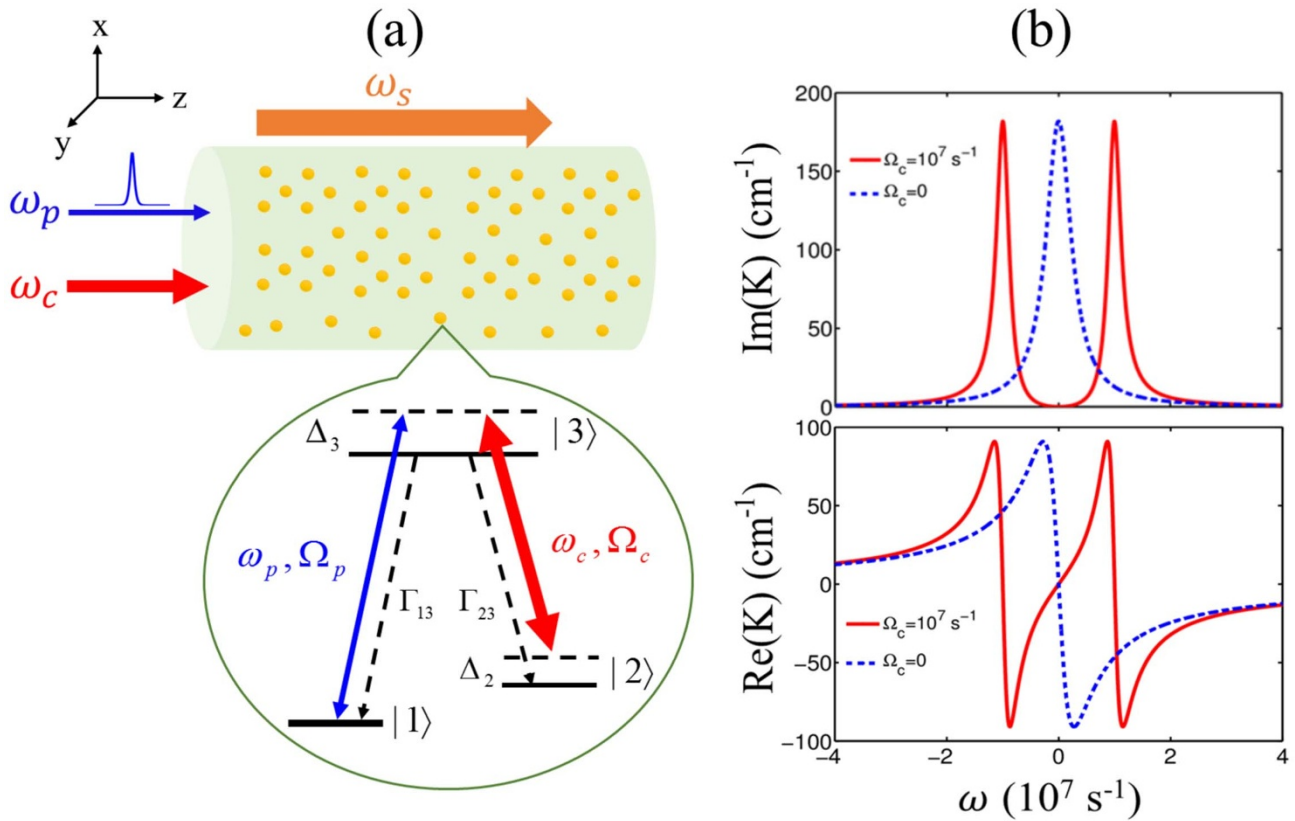 (a)
x
z
y
ω_s
ω_p
ω_c
Δ_3
| 3⟩
ω_p, Ω_p
ω_c, Ω_c
Γ_13
Γ_23
Δ_2
| 2⟩
| 1⟩
(b)
Im(K) (cm⁻¹)
200
150
100
50
0
Ω_c=10⁷ s⁻¹
Ω_c=0
Re(K) (cm⁻¹)
100
50
0
−50
−100
Ω_c=10⁷ s⁻¹
Ω_c=0
−4
−2
0
2
4
ω (10⁷ s⁻¹)